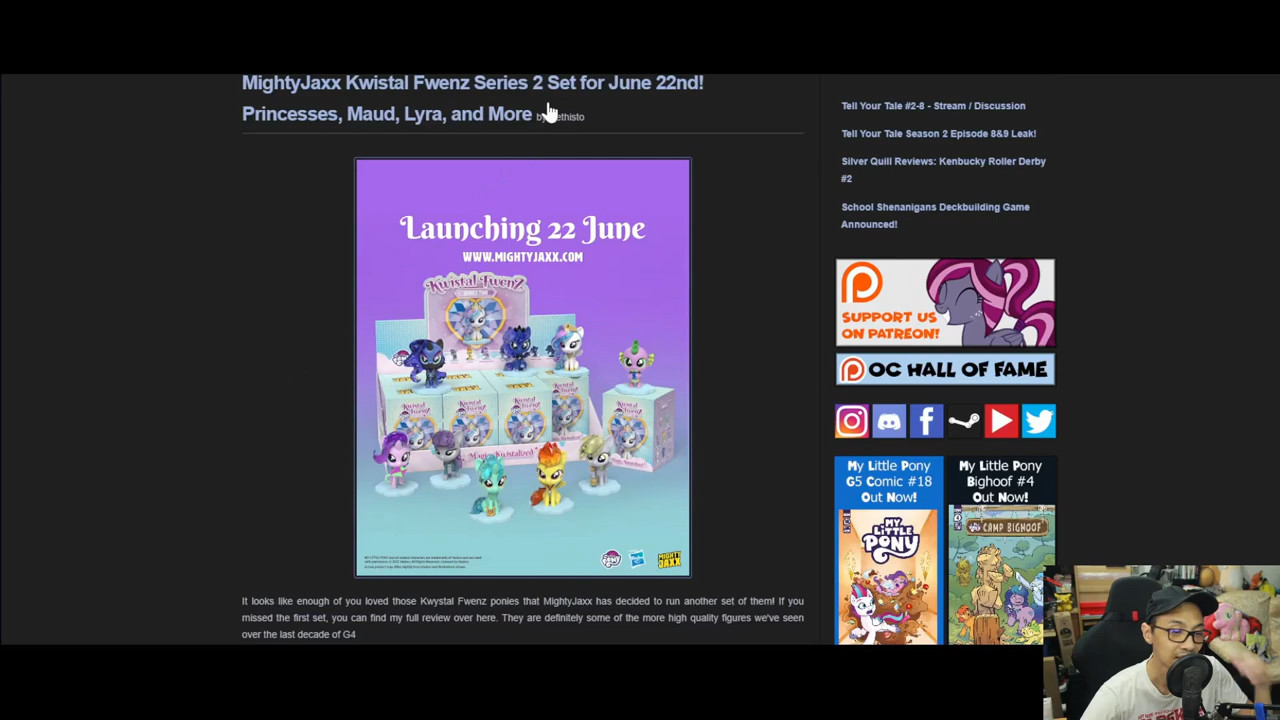 MightyJaxx Kwistal Fwenz Series 2 Set for June 22nd!
Princesses, Maud, Lyra, and More
Launching 22 June
WWW.MIGHTYJAXX.COM
Kwistal Fwenz
It looks like enough of you loved those Kwystal Fwenz ponies that MightyJaxx has decided to run another set of them! If you
missed the first set, you can find my full review over here. They are definitely some of the more high quality figures we've seen
over the last decade of G4
Tell Your Tale #2-8 - Stream / Discussion
Tell Your Tale Season 2 Episode 8&9 Leak!
Silver Quill Reviews: Kenbucky Roller Derby
#2
School Shenanigans Deckbuilding Game
Announced!
SUPPORT US
ON PATREON!
OC HALL OF FAME
My Little Pony
G5 Comic #18
Out Now!
MY LITTLE
PONY
My Little Pony
Bighoof #4
Out Now!
CAMP BIGHOOF
MIGHTY
JAXX